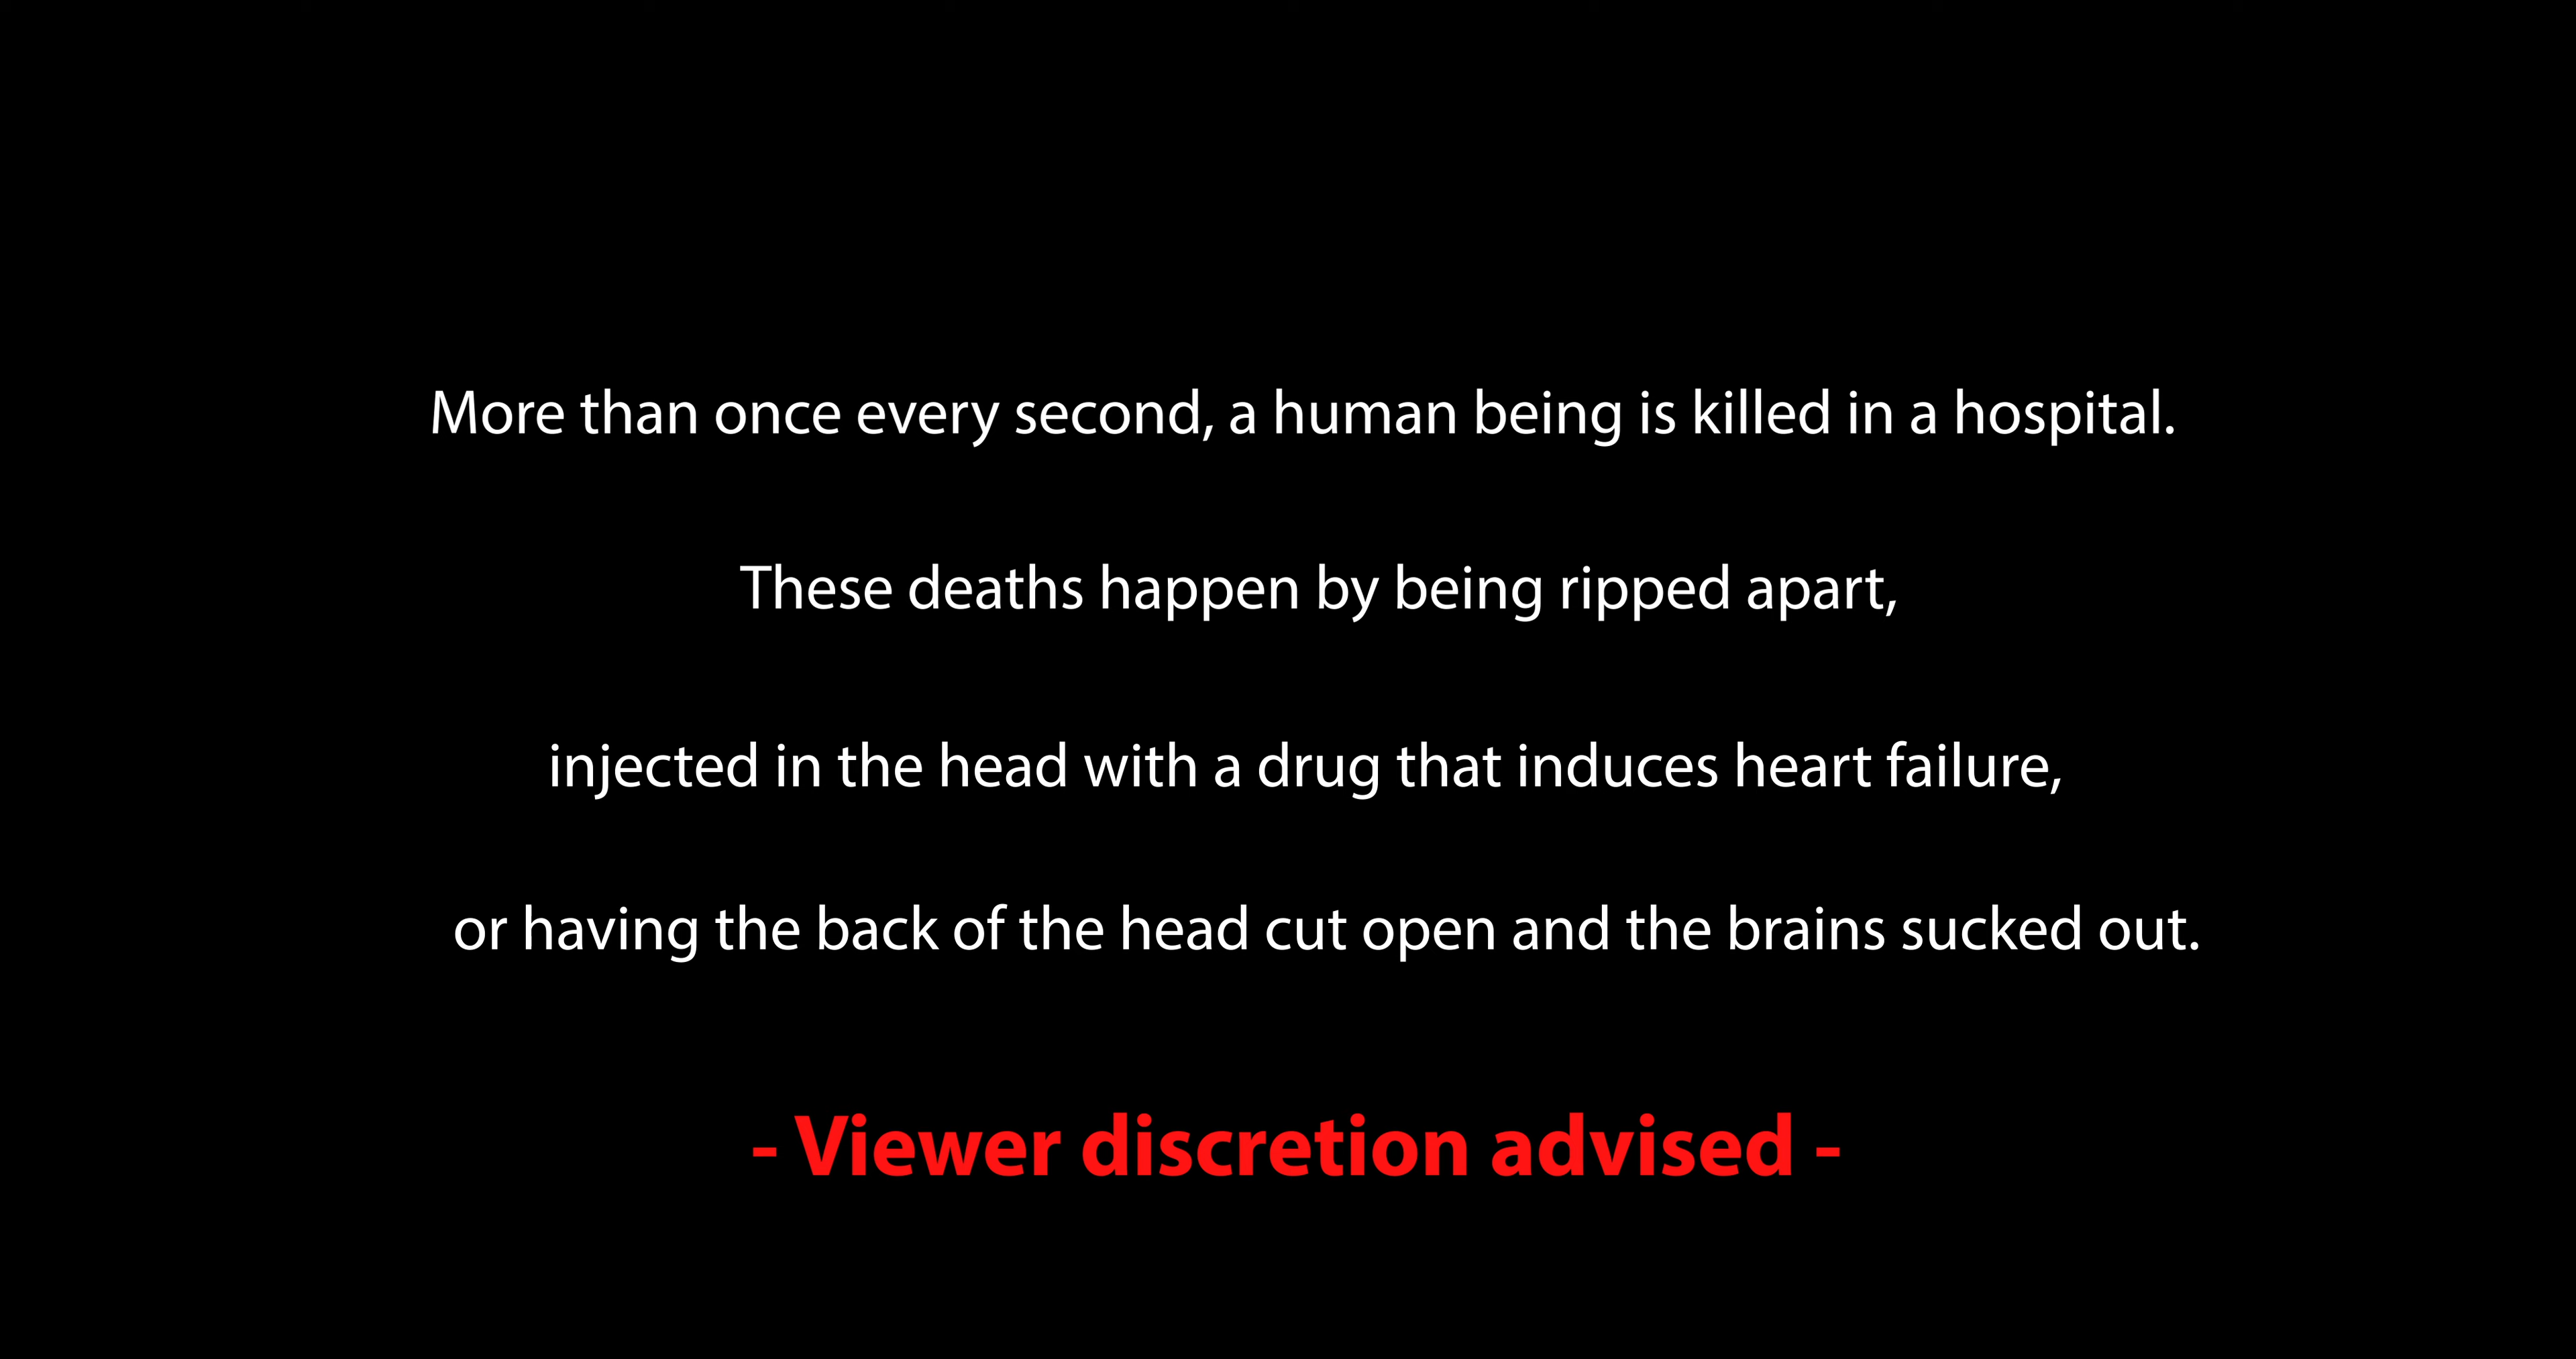 More than once every second, a human being is killed in a hospital.
These deaths happen by being ripped apart,
injected in the head with a drug that induces heart failure,
or having the back of the head cut open and the brains sucked out.
- Viewer discretion advised -